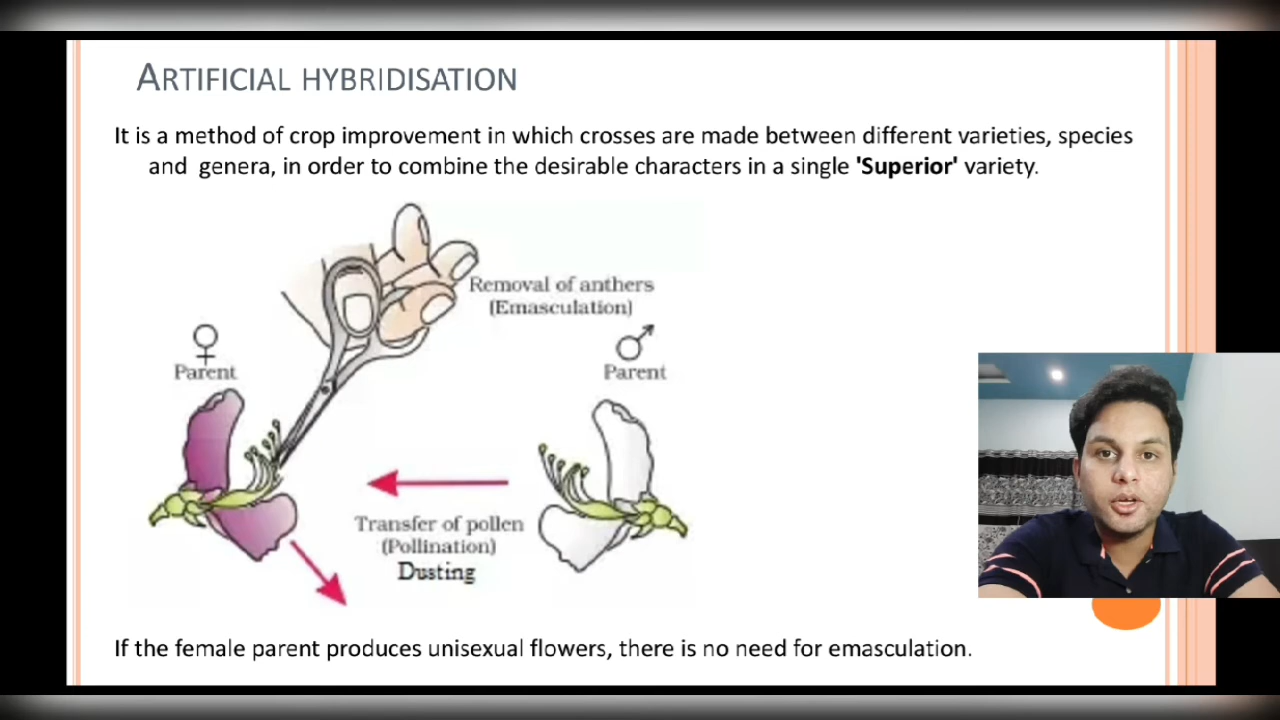 ARTIFICIAL HYBRIDISATION
It is a method of crop improvement in which crosses are made between different varieties, species
and genera, in order to combine the desirable characters in a single 'Superior' variety.
Removal of anthers
(Emasculation)
♀
Parent
♂
Parent
Transfer of pollen
(Pollination)
Dusting
If the female parent produces unisexual flowers, there is no need for emasculation.